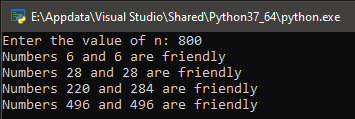 E:\Appdata\Visual Studio\Shared\Python37_64\python.exe
Enter the value of n: 800
Numbers 6 and 6 are friendly
Numbers 28 and 28 are friendly
Numbers 220 and 284 are friendly
Numbers 496 and 496 are friendly